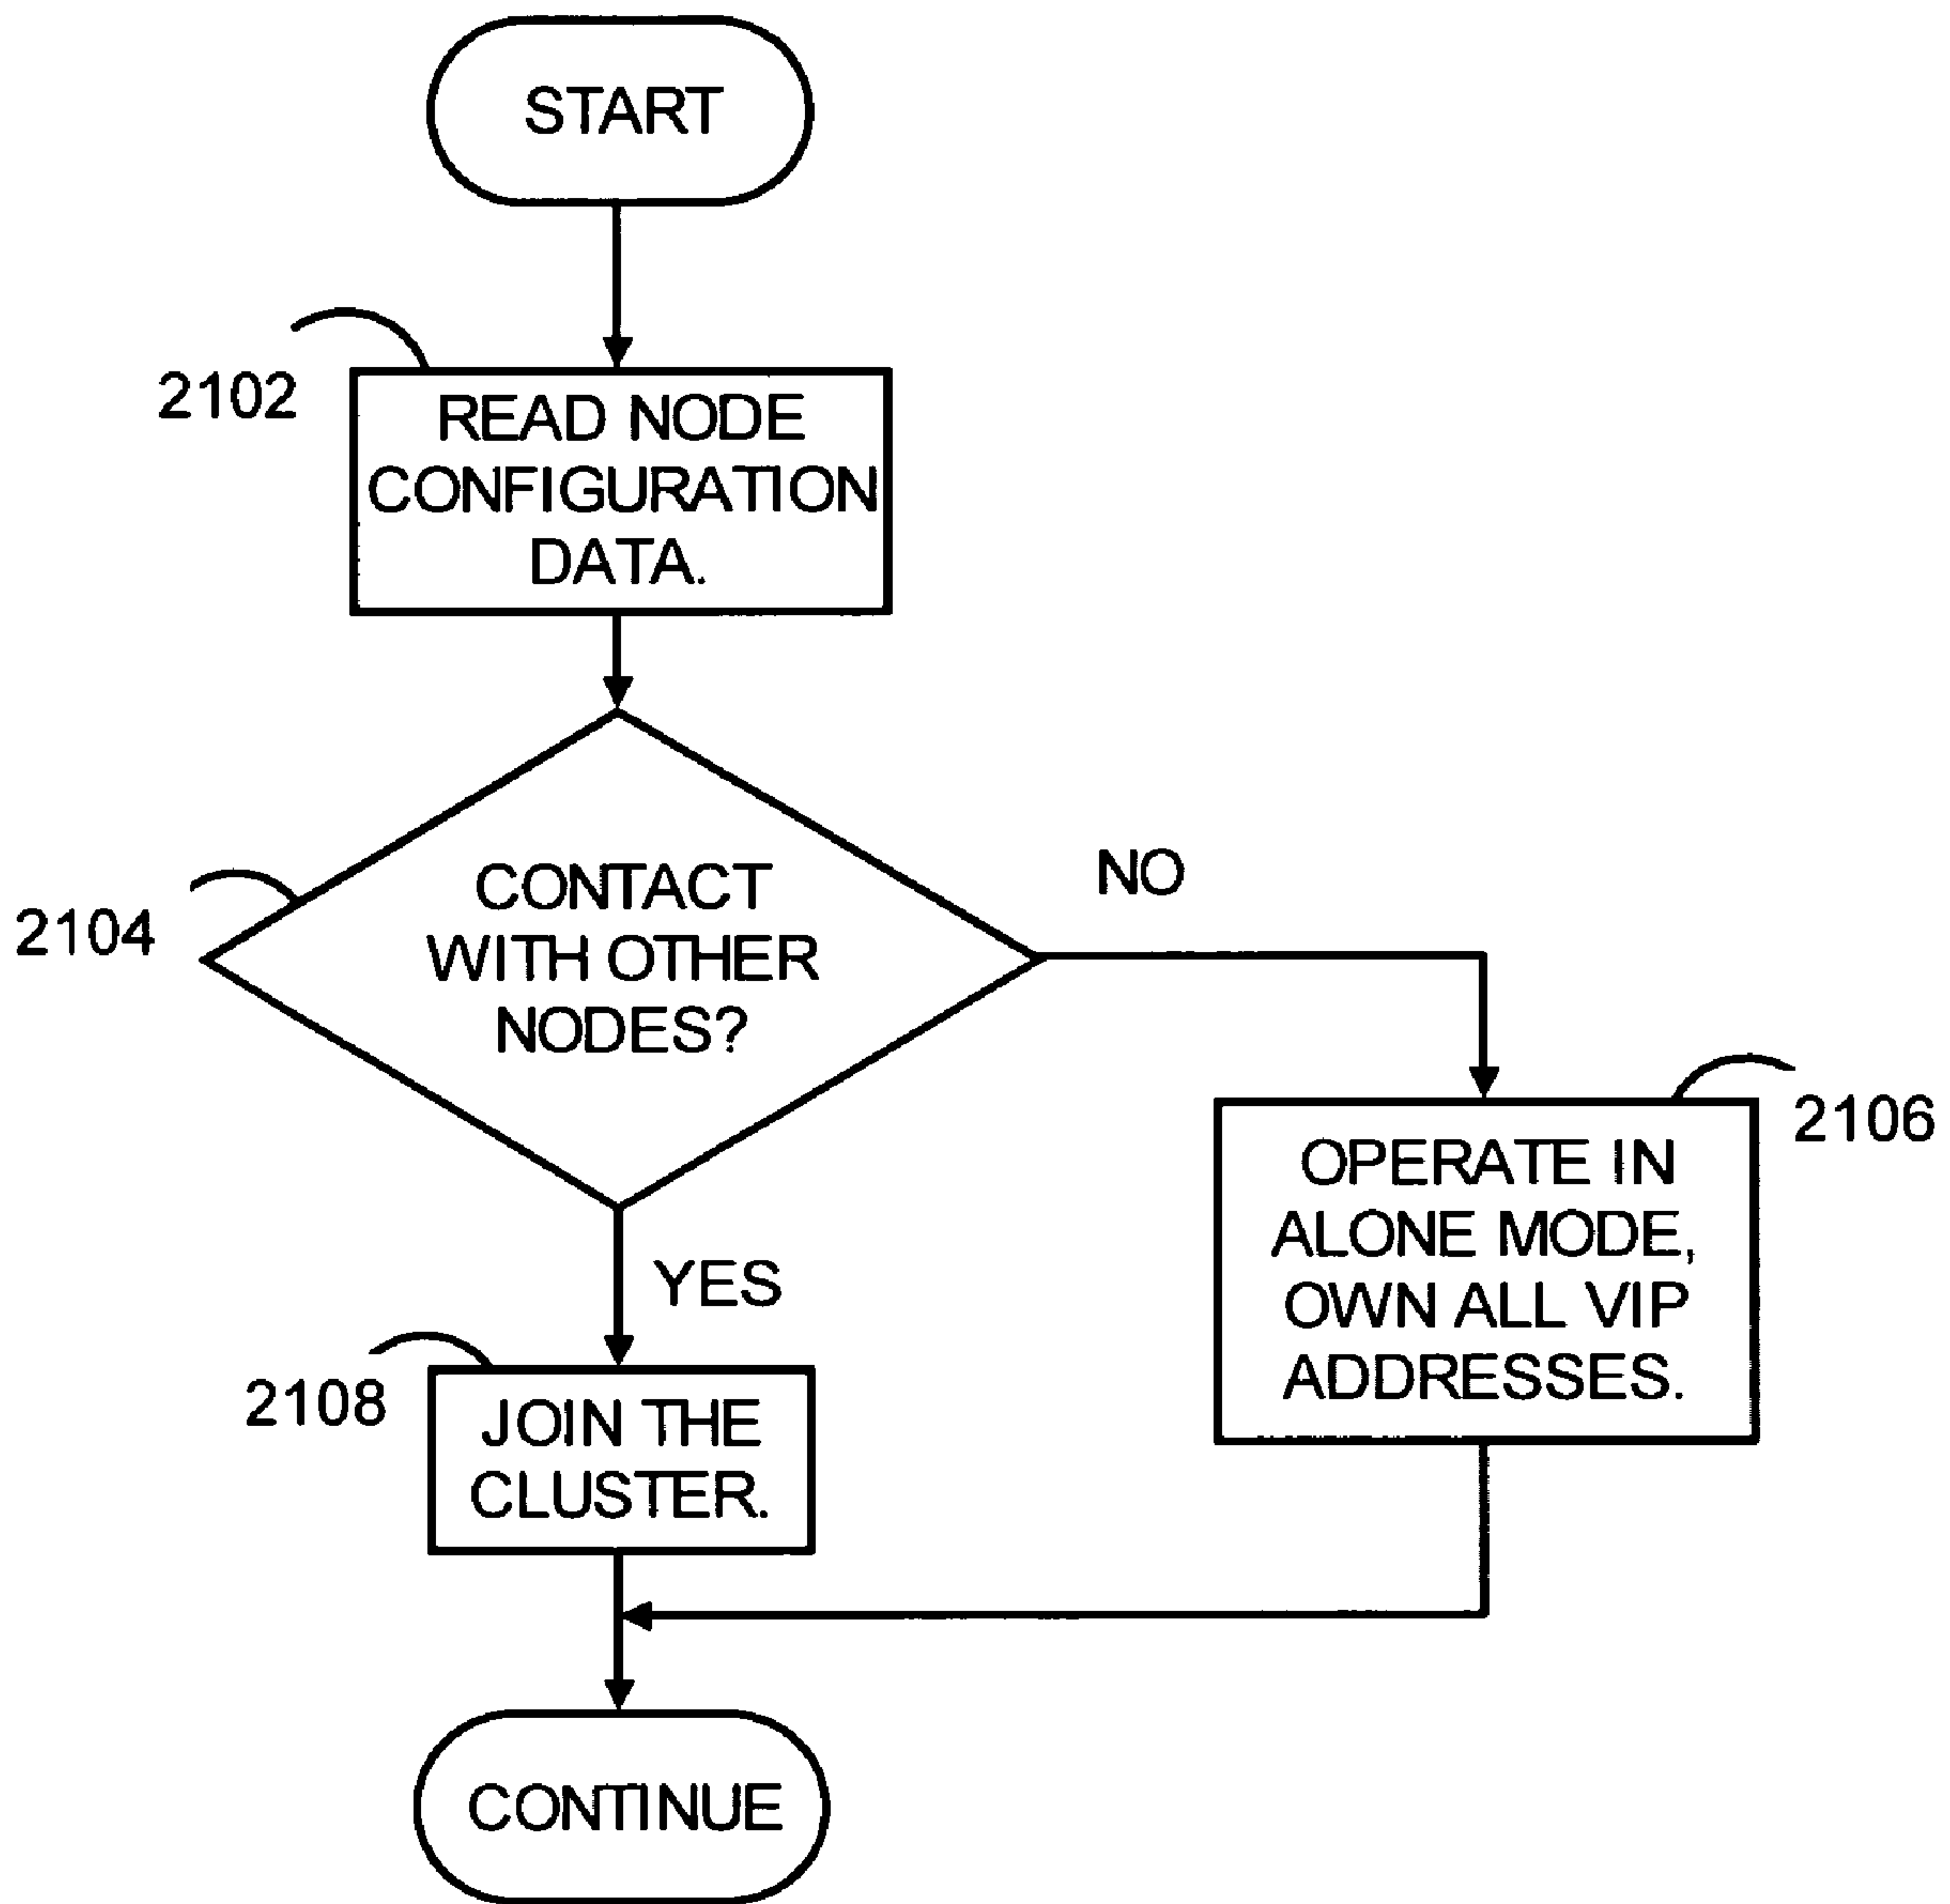 START
2102
READ NODE
CONFIGURATION
DATA.
2104
CONTACT
WITH OTHER
NODES?
NO
2106
OPERATE IN
ALONE MODE,
OWN ALL VIP
ADDRESSES.
YES
2108
JOIN THE
CLUSTER.
CONTINUE